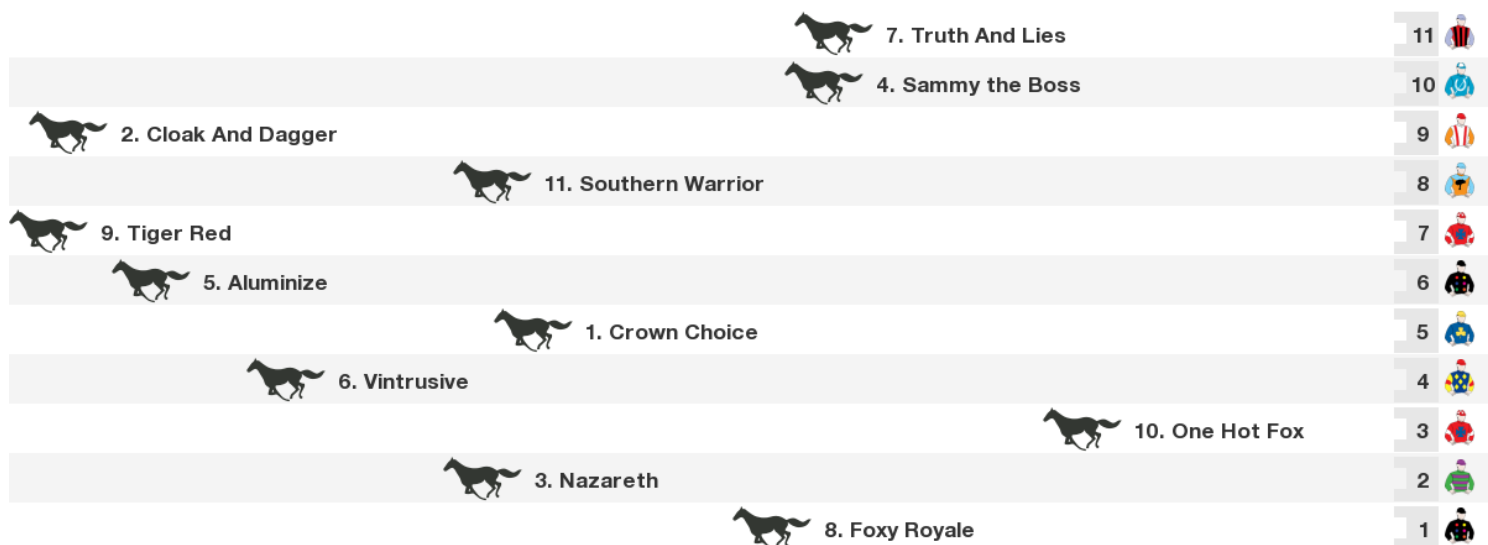 7. Truth And Lies 11
4. Sammy the Boss 10
2. Cloak And Dagger 9
11. Southern Warrior 8
9. Tiger Red 7
5. Aluminize 6
1. Crown Choice 5
6. Vintrusive 4
10. One Hot Fox 3
3. Nazareth 2
8. Foxy Royale 1